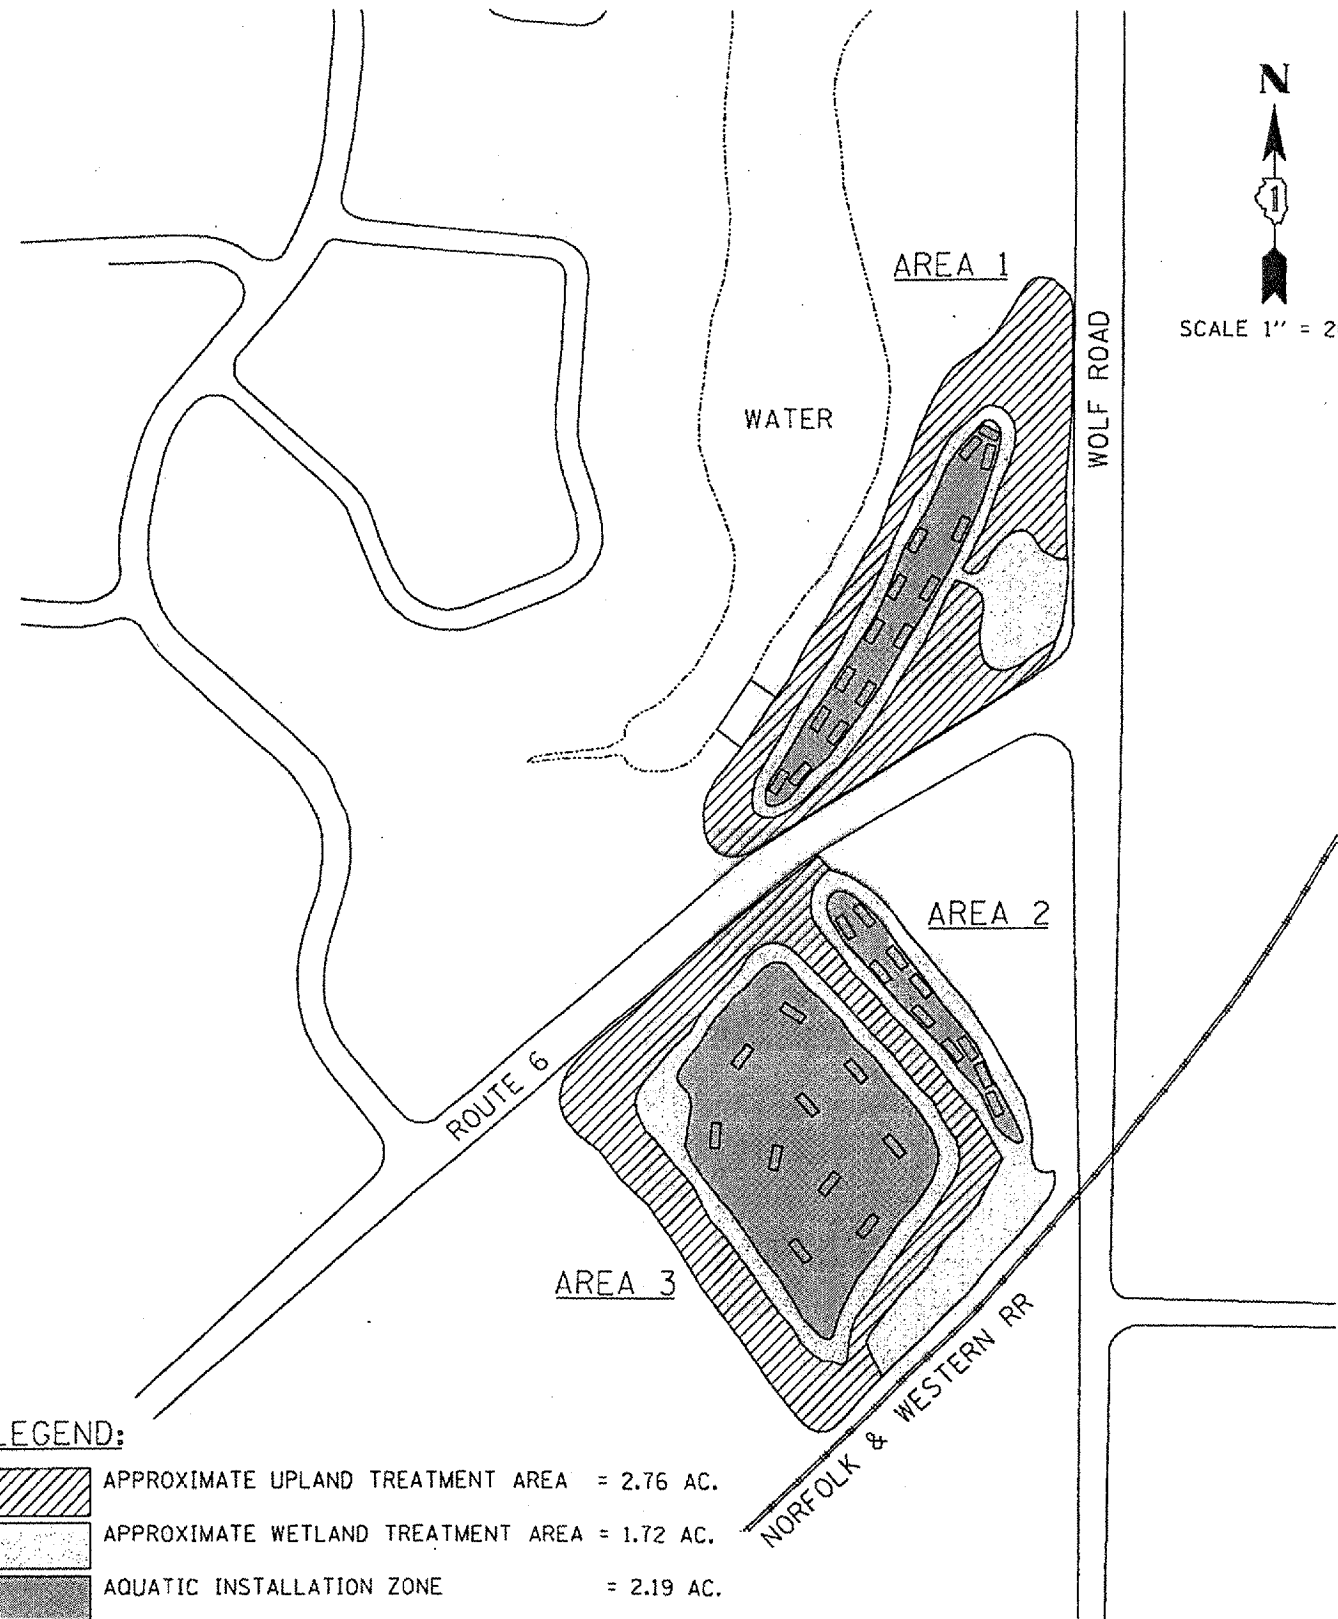 N
1
SCALE 1" = 2
AREA 1
WOLF ROAD
WATER
AREA 2
ROUTE 6
AREA 3
NORFOLK & WESTERN RR
LEGEND:
APPROXIMATE UPLAND TREATMENT AREA = 2.76 AC.
APPROXIMATE WETLAND TREATMENT AREA = 1.72 AC.
AQUATIC INSTALLATION ZONE = 2.19 AC.